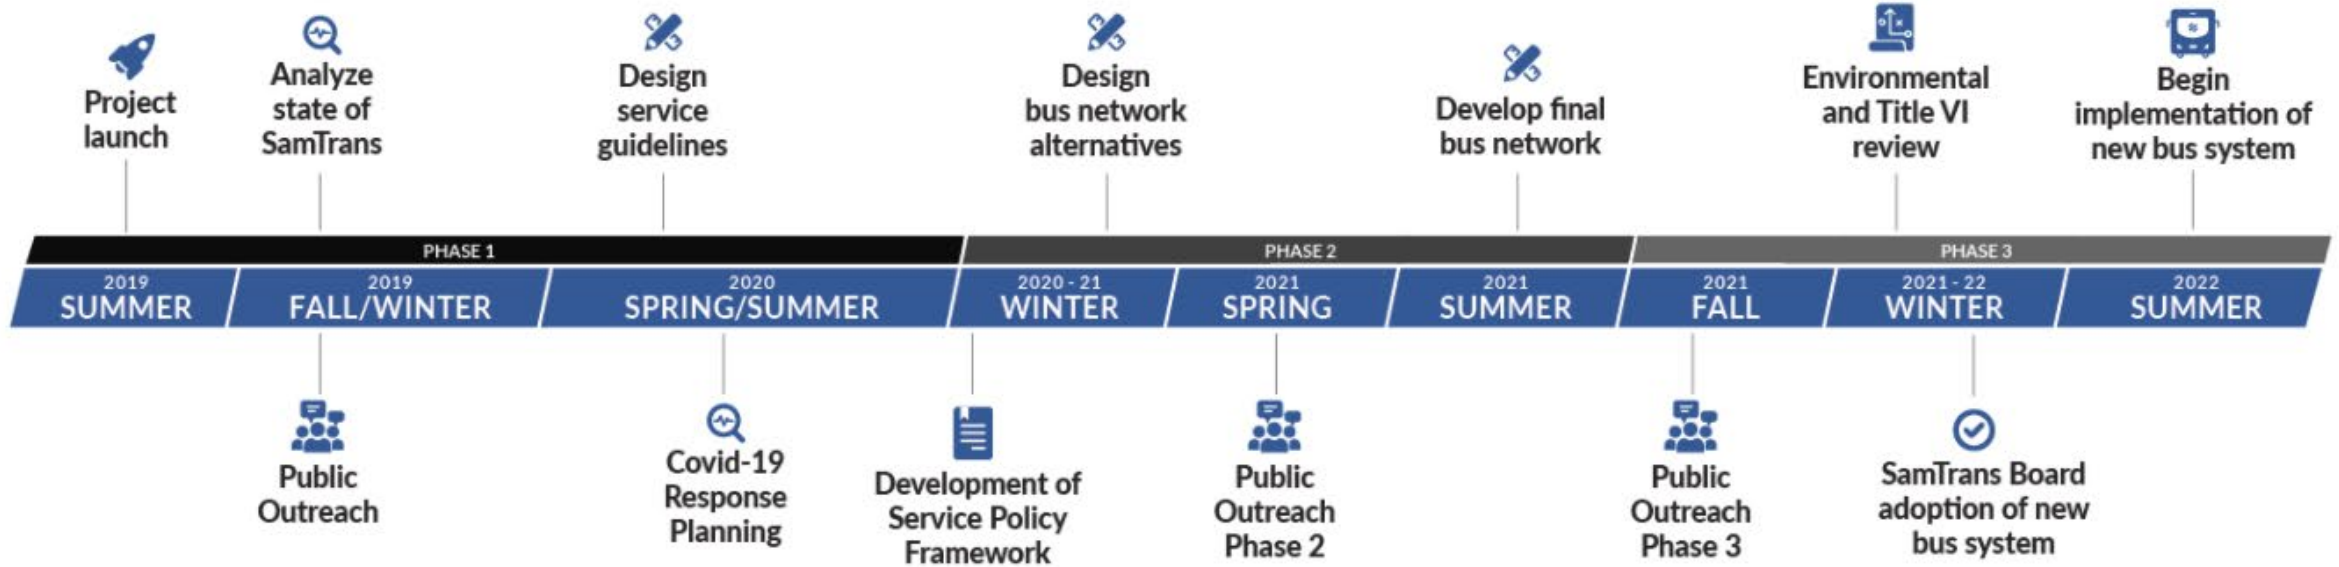 Project
launch
Analyze
state of
SamTrans
Design
service
guidelines
Design
bus network
alternatives
Develop final
bus network
Environmental
and Title VI
review
Begin
implementation of
new bus system
PHASE 1
PHASE 2
PHASE 3
2019
SUMMER
2019
FALL/WINTER
2020
SPRING/SUMMER
2020 - 21
WINTER
2021
SPRING
2021
SUMMER
2021
FALL
2021 - 22
WINTER
2022
SUMMER
Public
Outreach
Covid-19
Response
Planning
Development of
Service Policy
Framework
Public
Outreach
Phase 2
Public
Outreach
Phase 3
SamTrans Board
adoption of new
bus system